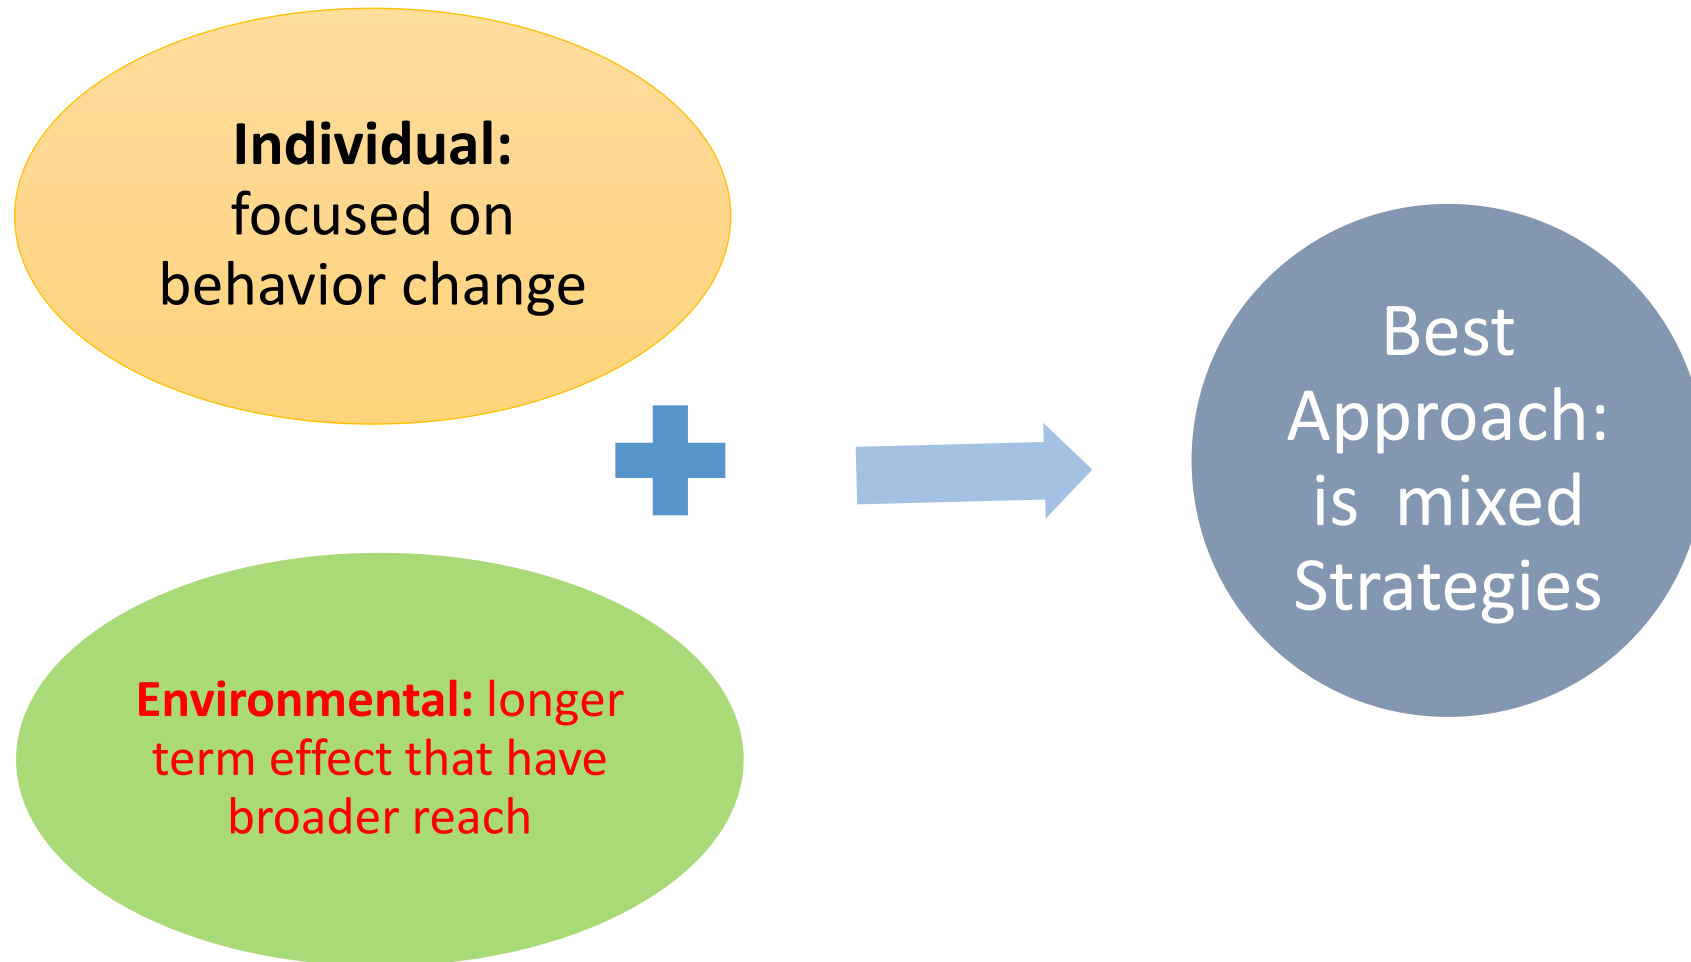 Individual:
focused on
behavior change
Environmental: longer
term effect that have
broader reach
Best
Approach:
is mixed
Strategies